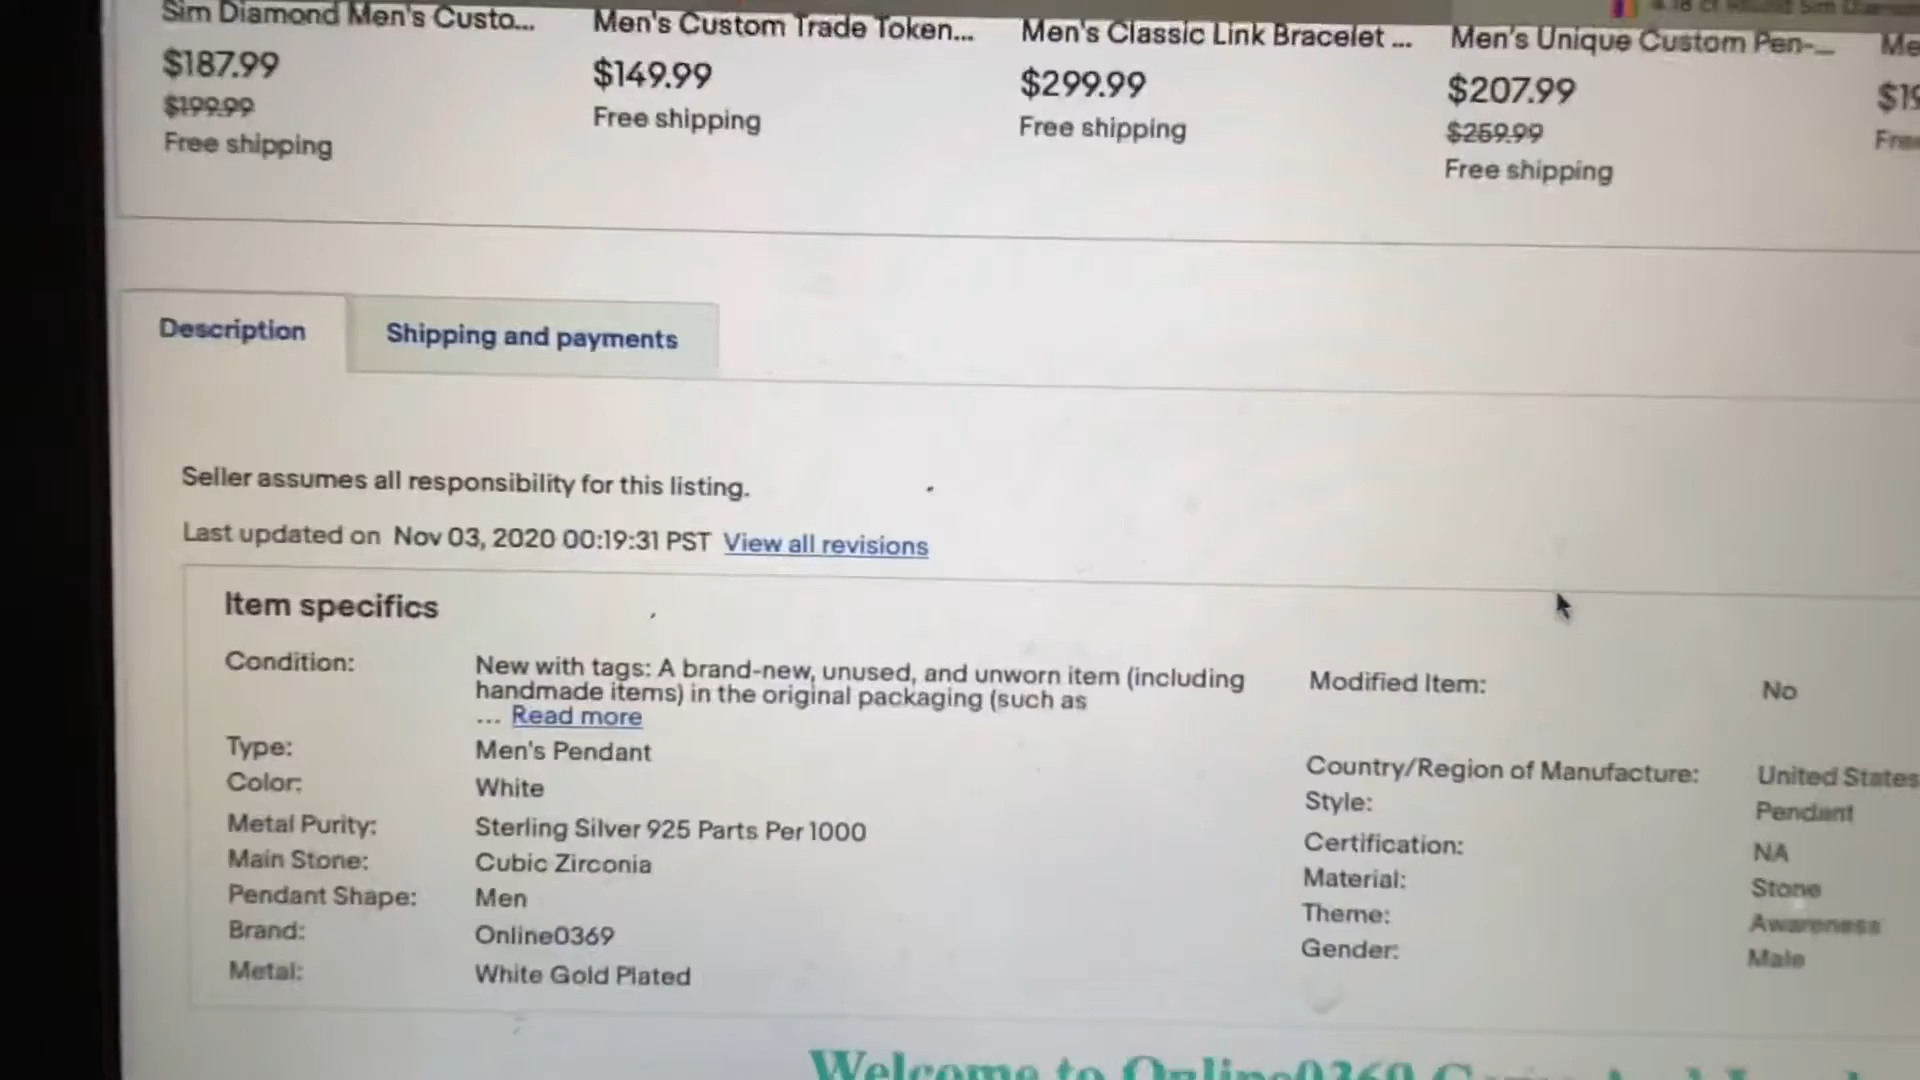 Sim Diamond Men's Custo...
$187.99
$199.99
Free shipping
Men's Custom Trade Token...
$149.99
Free shipping
Men's Classic Link Bracelet ...
$299.99
Free shipping
Men's Unique Custom Pen-...
$207.99
$259.99
Free shipping
Description
Shipping and payments
Seller assumes all responsibility for this listing.
Last updated on Nov 03, 2020 00:19:31 PST View all revisions
Item specifics
Condition: New with tags: A brand-new, unused, and unworn item (including
handmade items) in the original packaging (such as
... Read more
Type: Men's Pendant
Color: White
Metal Purity: Sterling Silver 925 Parts Per 1000
Main Stone: Cubic Zirconia
Pendant Shape: Men
Brand: Online0369
Metal: White Gold Plated
Modified Item: No
Country/Region of Manufacture: United States
Style: Pendant
Certification: NA
Material: Stone
Theme: Awareness
Gender: Male
Welcome to Online0369